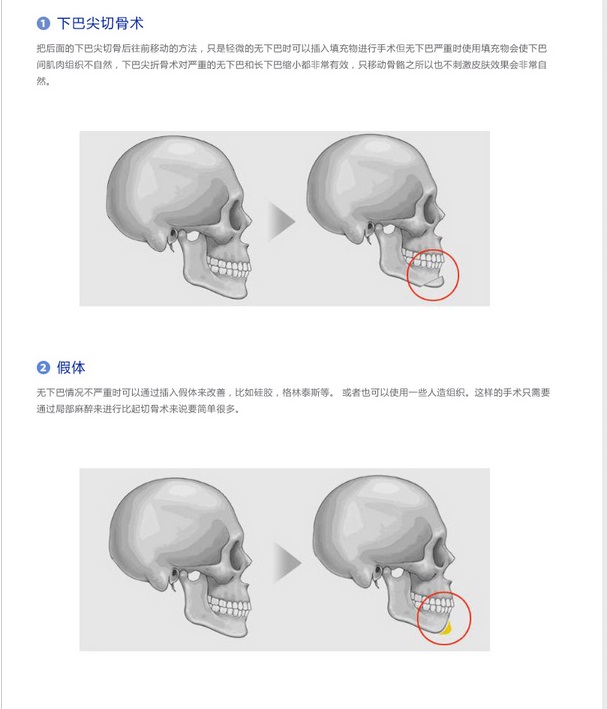 1 下巴尖切骨术
把后面的下巴尖切骨后往前移动的方法，只是轻微的无下巴时可以插入填充物进行手术但无下巴严重时使用填充物会使下巴
间肌肉组织不自然，下巴尖折骨术对严重的无下巴和长下巴缩小都非常有效，只移动骨骼之所以也不刺激皮肤效果会非常自
然。
2 假体
无下巴情况不严重时可以通过插入假体来改善，比如硅胶，格林泰斯等。 或者也可以使用一些人造组织。这样的手术只需要
通过局部麻醉来进行比起切骨术来说要简单很多。